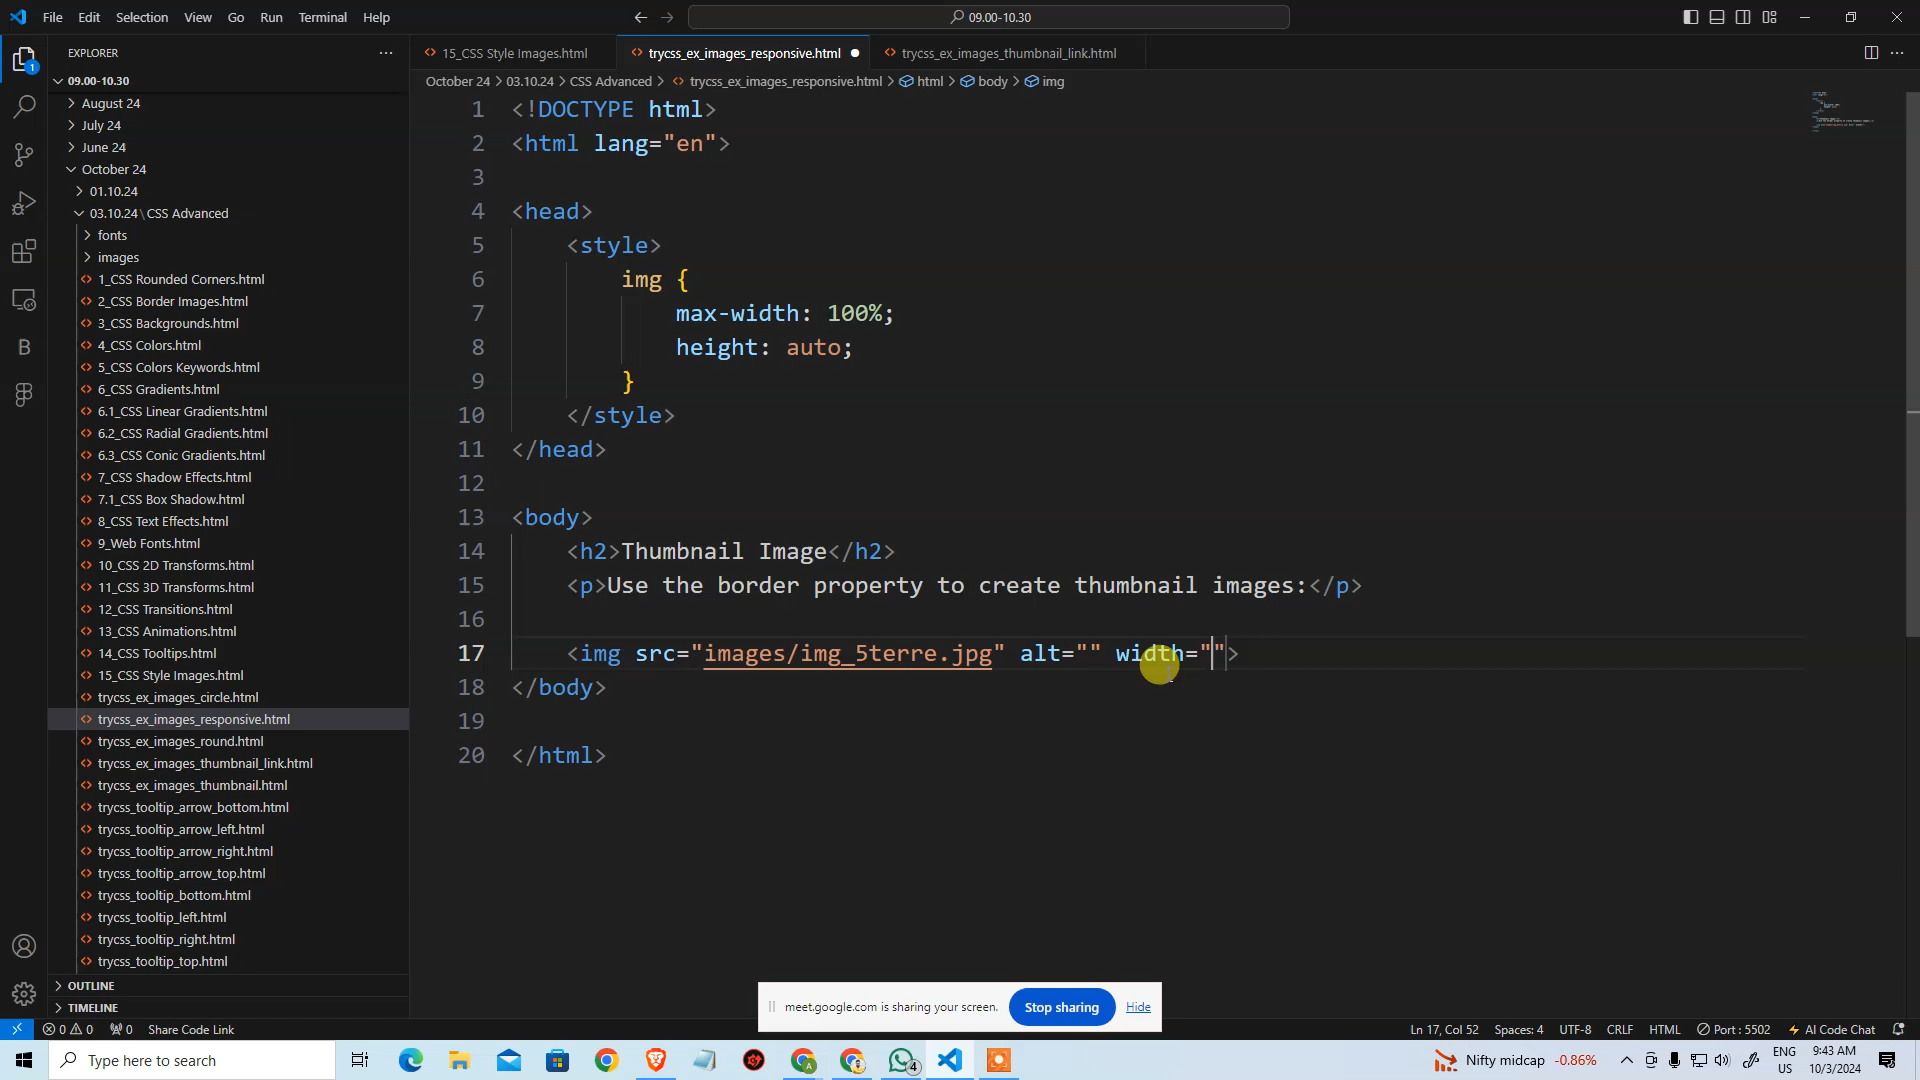 File Edit Selection View Go Run Terminal Help
09.00-10.30
EXPLORER
15_CSS Style Images.html
trycss_ex_images_responsive.html
trycss_ex_images_thumbnail_link.html
09.00-10.30
October 24 > 03.10.24 > CSS Advanced > trycss_ex_images_responsive.html > html > body > img
August 24
July 24
June 24
October 24
01.10.24
03.10.24\CSS Advanced
fonts
images
1_CSS Rounded Corners.html
2_CSS Border Images.html
3_CSS Backgrounds.html
4_CSS Colors.html
5_CSS Colors Keywords.html
6_CSS Gradients.html
6.1_CSS Linear Gradients.html
6.2_CSS Radial Gradients.html
6.3_CSS Conic Gradients.html
7_CSS Shadow Effects.html
7.1_CSS Box Shadow.html
8_CSS Text Effects.html
9_Web Fonts.html
10_CSS 2D Transforms.html
11_CSS 3D Transforms.html
12_CSS Transitions.html
13_CSS Animations.html
14_CSS Tooltips.html
15_CSS Style Images.html
trycss_ex_images_circle.html
trycss_ex_images_responsive.html
trycss_ex_images_round.html
trycss_ex_images_thumbnail_link.html
trycss_ex_images_thumbnail.html
trycss_tooltip_arrow_bottom.html
trycss_tooltip_arrow_left.html
trycss_tooltip_arrow_right.html
trycss_tooltip_arrow_top.html
trycss_tooltip_bottom.html
trycss_tooltip_left.html
trycss_tooltip_right.html
trycss_tooltip_top.html
OUTLINE
TIMELINE
1 <!DOCTYPE html>
2 <html lang="en">
3
4 <head>
5 <style>
6 img {
7 max-width: 100%;
8 height: auto;
9 }
10 </style>
11 </head>
12
13 <body>
14 <h2>Thumbnail Image</h2>
15 <p>Use the border property to create thumbnail images:</p>
16
17 <img src="images/img_5terre.jpg" alt="" width="">
18 </body>
19
20 </html>
meet.google.com is sharing your screen. Stop sharing Hide
0 0 0 Share Code Link Ln 17, Col 52 Spaces: 4 UTF-8 CRLF HTML Port : 5502 AI Code Chat
Type here to search 4 Nifty midcap -0.86% ENG US 9:43 AM 10/3/2024